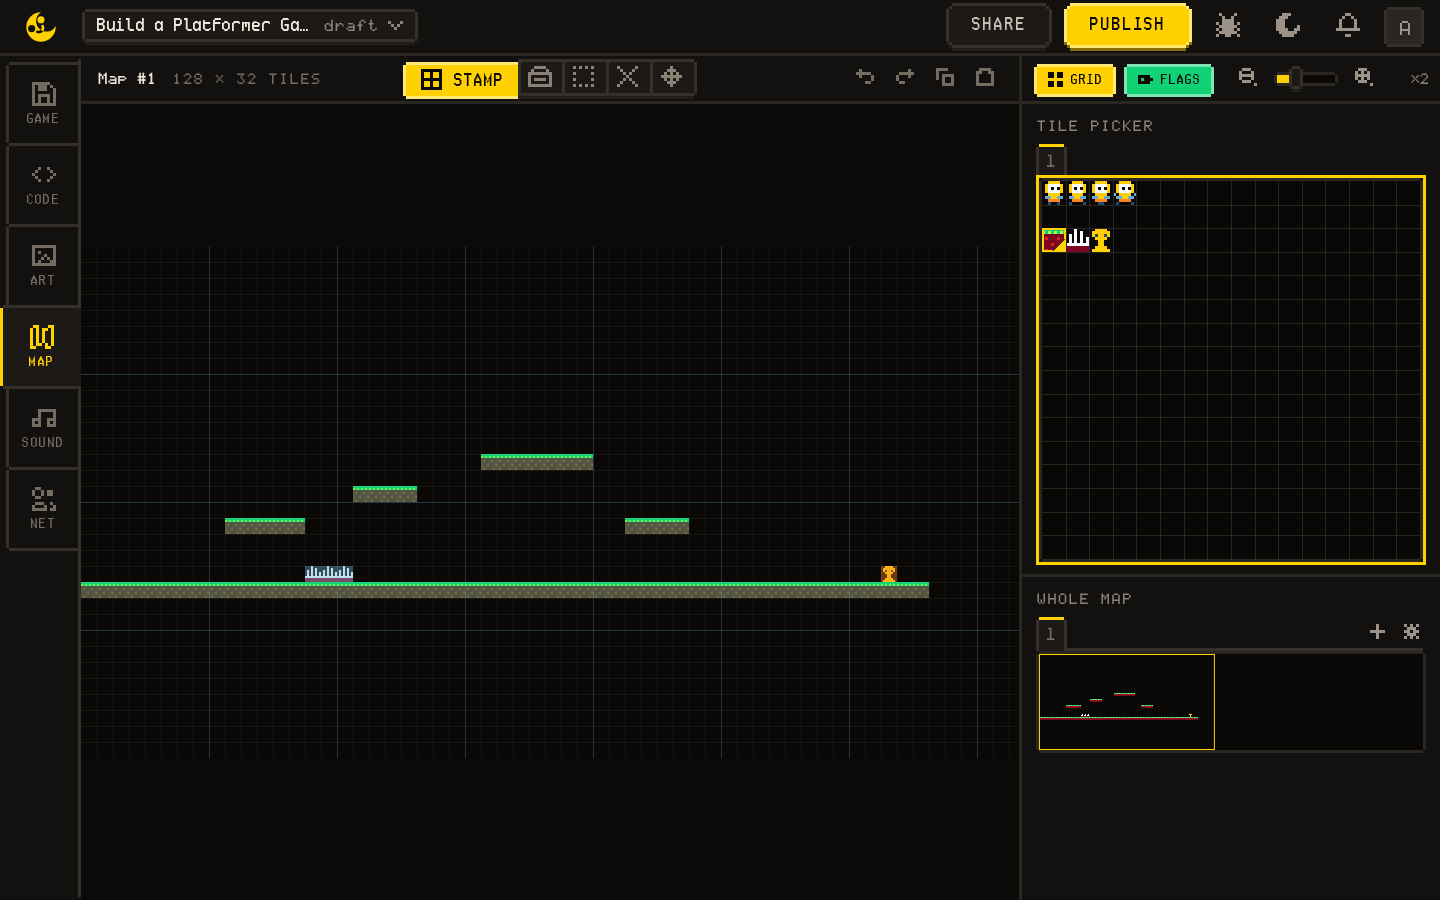 Build a Platformer Ga… draft
SHARE
PUBLISH
A
GAME
CODE
ART
MAP
SOUND
NET
Map #1 128 × 32 TILES
STAMP
GRID
FLAGS
×2
TILE PICKER
1
WHOLE MAP
1